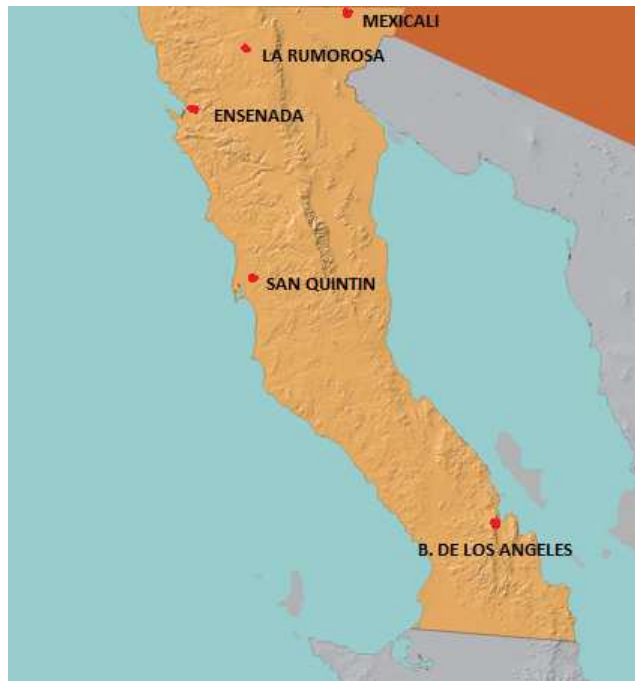 MEXICALI
LA RUMOROSA
ENSENADA
SAN QUINTIN
B. DE LOS ANGELES